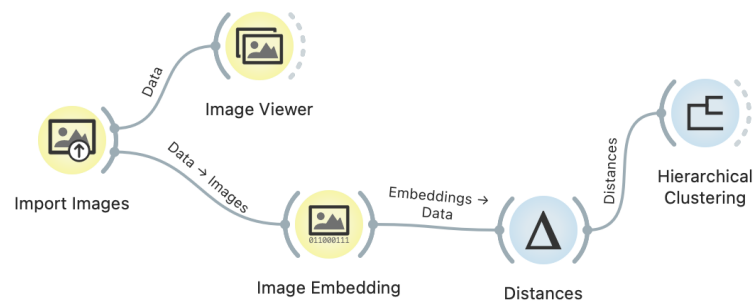 Data
Image Viewer
Import Images
Data → Images
011000111
Image Embedding
Embeddings →
Data
Δ
Distances
Distances
Hierarchical
Clustering